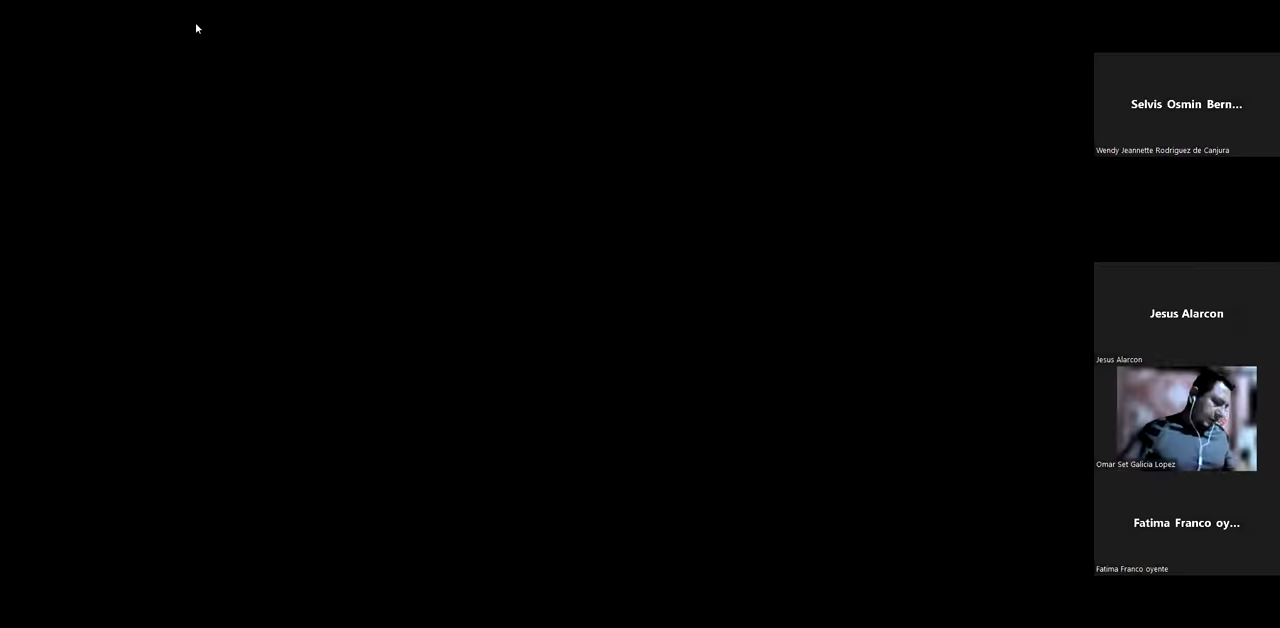 Selvis Osmin Bern...
Wendy Jeannette Rodriguez de Canjura
Jesus Alarcon
Jesus Alarcon
Omar Set Galicia Lopez
Fatima Franco oy...
Fatima Franco oyente